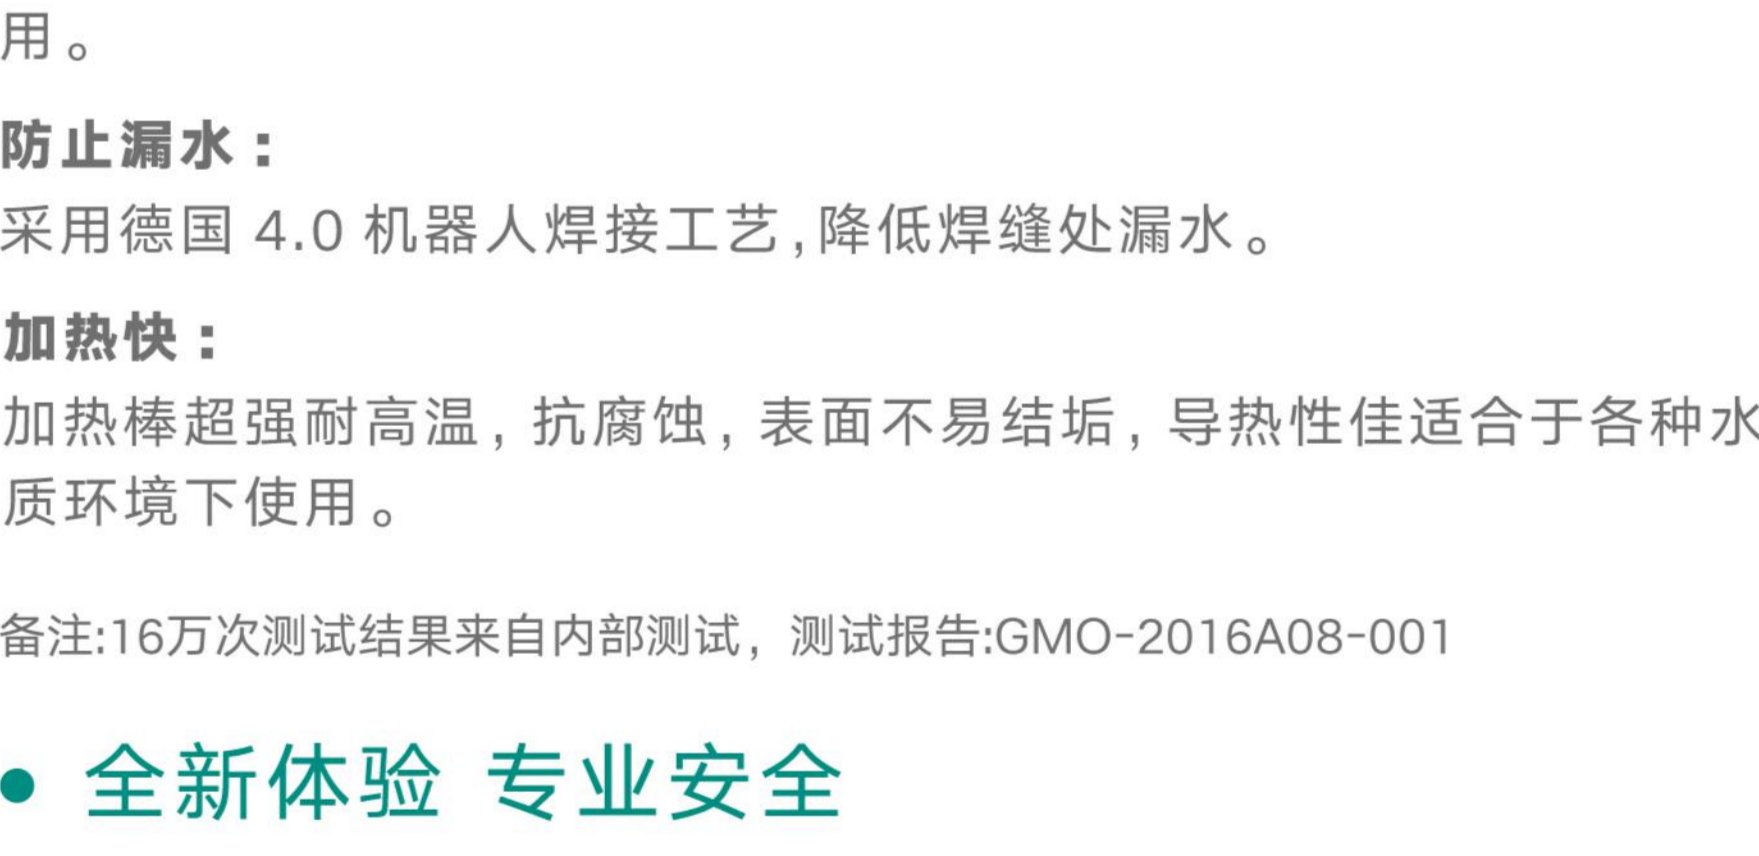 用。
防止漏水：
采用德国 4.0 机器人焊接工艺,降低焊缝处漏水。
加热快：
加热棒超强耐高温, 抗腐蚀, 表面不易结垢, 导热性佳适合于各种水
质环境下使用。
备注:16万次测试结果来自内部测试，测试报告:GMO-2016A08-001
• 全新体验 专业安全